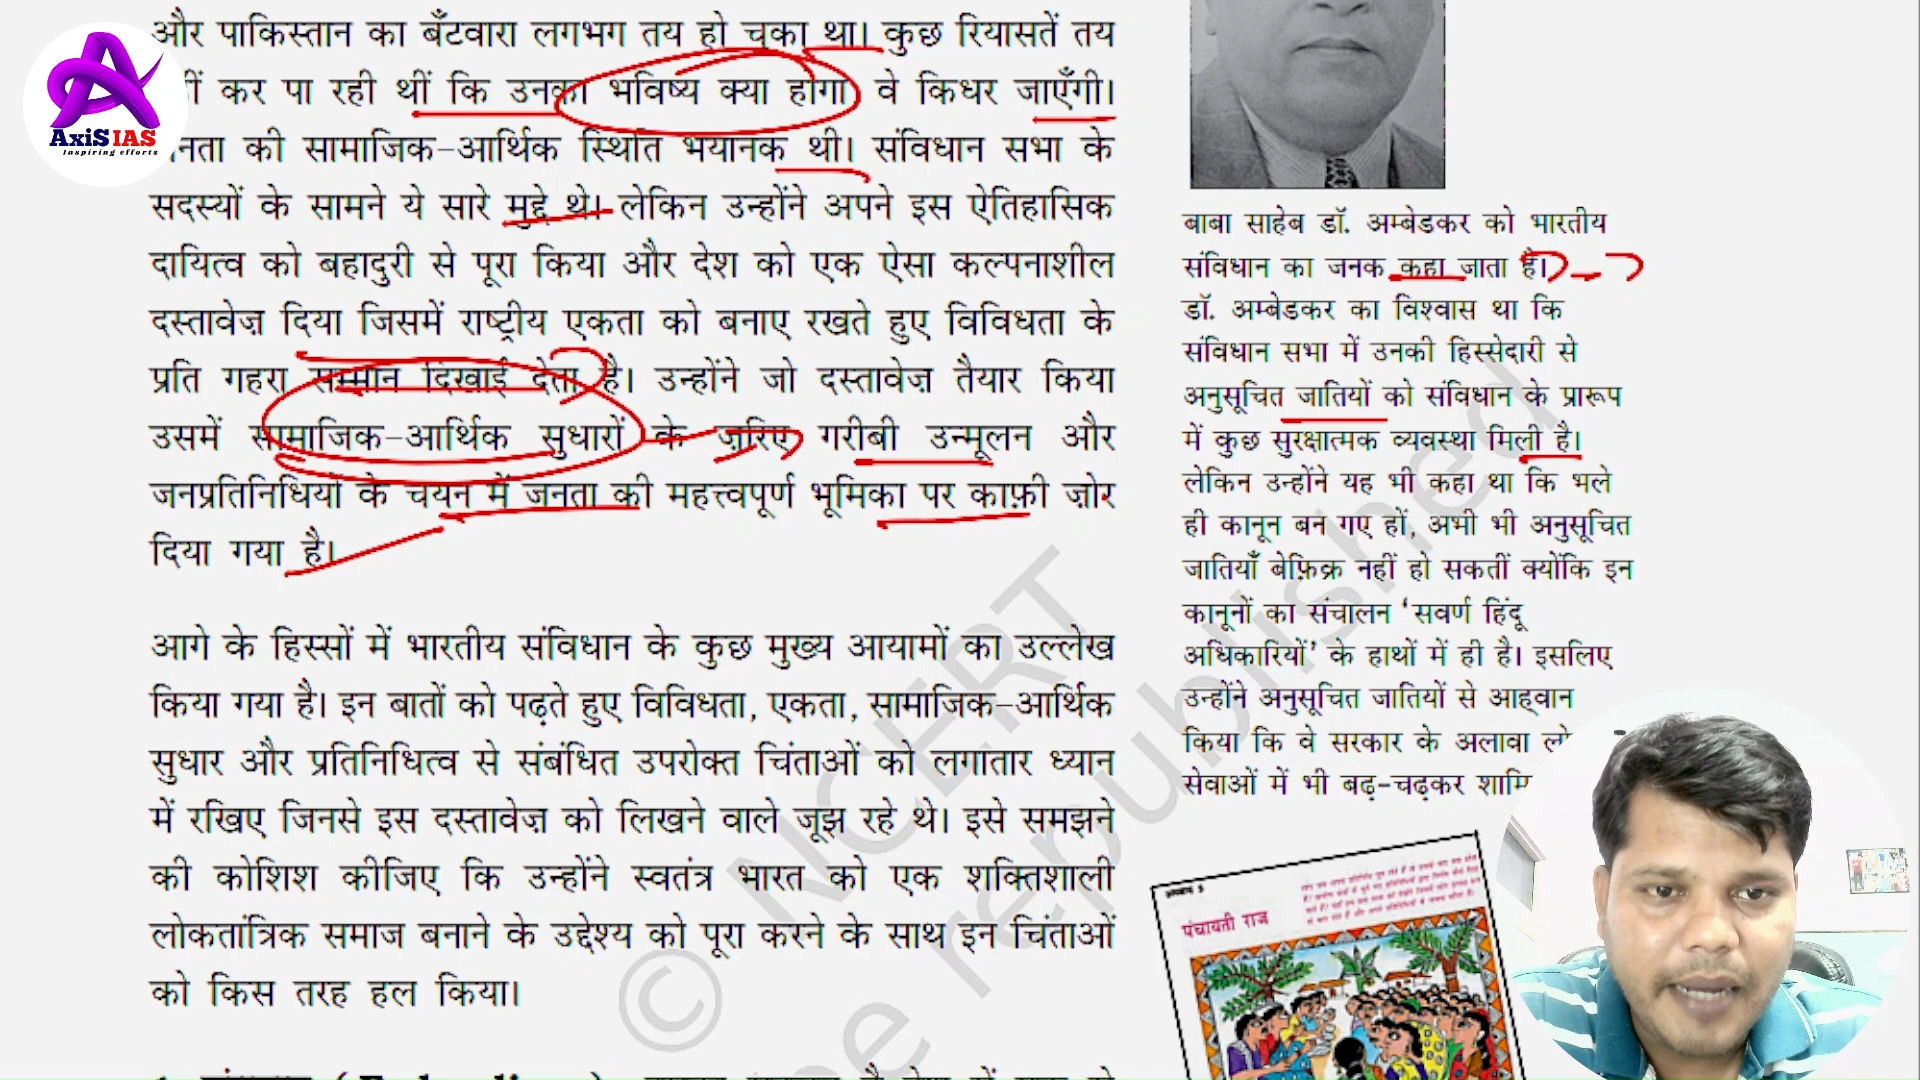 और पाकिस्तान का बँटवारा लगभग तय हो चुका था। कुछ रियासतें तय
कर पा रही थीं कि उनका भविष्य क्या होगा वे किधर जाएँगी।
जनता की सामाजिक-आर्थिक स्थिति भयानक थी। संविधान सभा के
सदस्यों के सामने ये सारे मुद्दे थे। लेकिन उन्होंने अपने इस ऐतिहासिक
दायित्व को बहादुरी से पूरा किया और देश को एक ऐसा कल्पनाशील
दस्तावेज़ दिया जिसमें राष्ट्रीय एकता को बनाए रखते हुए विविधता के
प्रति गहरा सम्मान दिखाई देता है। उन्होंने जो दस्तावेज़ तैयार किया
उसमें सामाजिक-आर्थिक सुधारों के ज़रिए गरीबी उन्मूलन और
जनप्रतिनिधियों के चयन में जनता की महत्त्वपूर्ण भूमिका पर काफ़ी ज़ोर
दिया गया है।
आगे के हिस्सों में भारतीय संविधान के कुछ मुख्य आयामों का उल्लेख
किया गया है। इन बातों को पढ़ते हुए विविधता, एकता, सामाजिक-आर्थिक
सुधार और प्रतिनिधित्व से संबंधित उपरोक्त चिंताओं को लगातार ध्यान
में रखिए जिनसे इस दस्तावेज़ को लिखने वाले जूझ रहे थे। इसे समझने
की कोशिश कीजिए कि उन्होंने स्वतंत्र भारत को एक शक्तिशाली
लोकतांत्रिक समाज बनाने के उद्देश्य को पूरा करने के साथ इन चिंताओं
को किस तरह हल किया।
बाबा साहेब डॉ. अम्बेडकर को भारतीय
संविधान का जनक कहा जाता है।
डॉ. अम्बेडकर का विश्वास था कि
संविधान सभा में उनकी हिस्सेदारी से
अनुसूचित जातियों को संविधान के प्रारूप
में कुछ सुरक्षात्मक व्यवस्था मिली है।
लेकिन उन्होंने यह भी कहा था कि भले
ही कानून बन गए हों, अभी भी अनुसूचित
जातियाँ बेफ़िक्र नहीं हो सकतीं क्योंकि इन
कानूनों का संचालन ‘सवर्ण हिंदू
अधिकारियों’ के हाथों में ही है। इसलिए
उन्होंने अनुसूचित जातियों से आह्वान
किया कि वे सरकार के अलावा
सेवाओं में भी बढ़-चढ़कर
पंचायती राज
AxiS IAS
Inspiring efforts
© NCERT
be republished